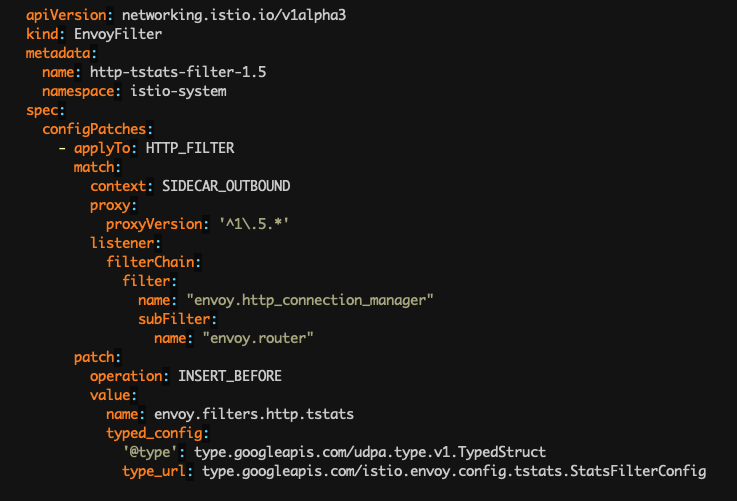 apiVersion: networking.istio.io/v1alpha3
kind: EnvoyFilter
metadata:
  name: http-tstats-filter-1.5
  namespace: istio-system
spec:
  configPatches:
    - applyTo: HTTP_FILTER
      match:
        context: SIDECAR_OUTBOUND
        proxy:
          proxyVersion: '^1\.5.*'
        listener:
          filterChain:
            filter:
              name: "envoy.http_connection_manager"
              subFilter:
                name: "envoy.router"
      patch:
        operation: INSERT_BEFORE
        value:
          name: envoy.filters.http.tstats
          typed_config:
            '@type': type.googleapis.com/udpa.type.v1.TypedStruct
            type_url: type.googleapis.com/istio.envoy.config.tstats.StatsFilterConfig